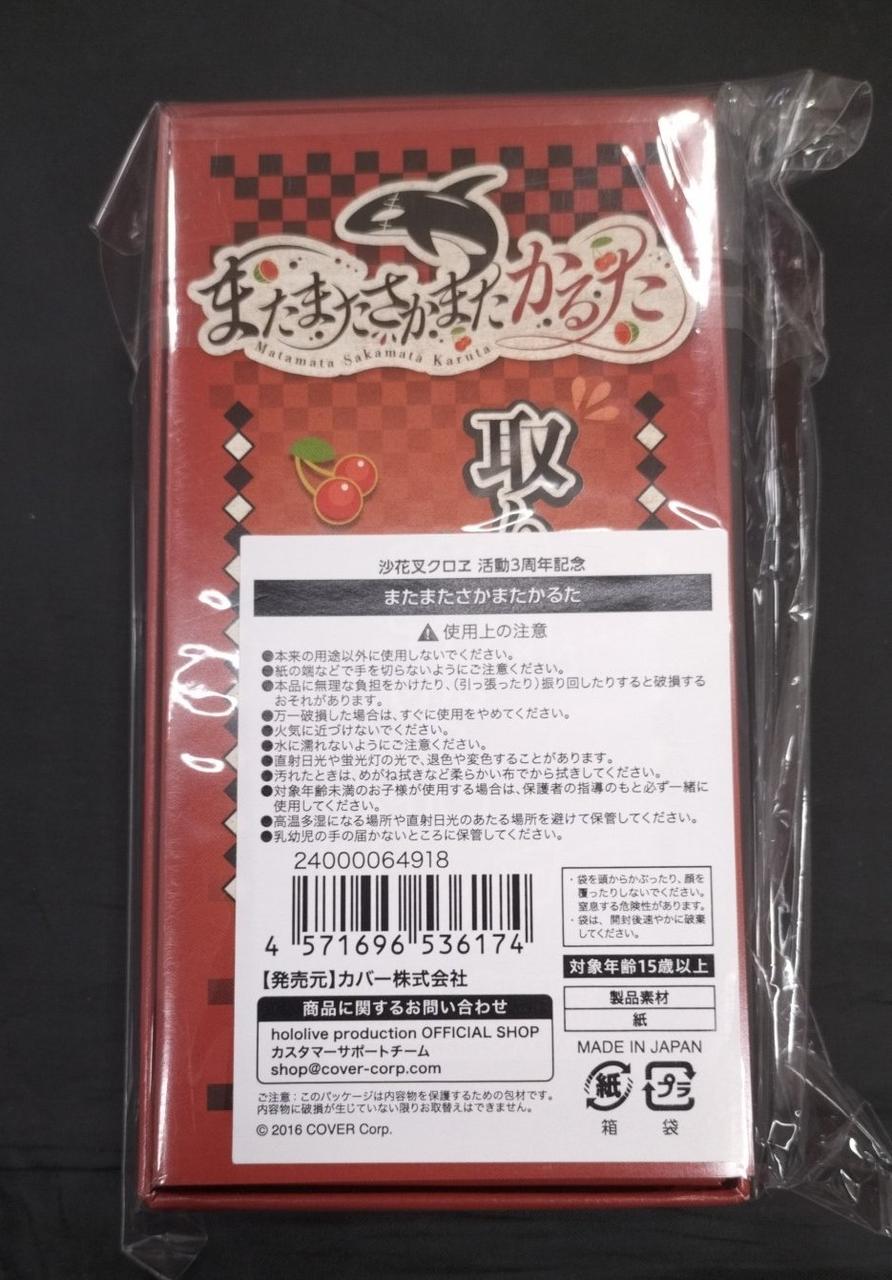 またまたさかまたかるた
Matamata Sakamata Karuta
取
沙花叉クロヱ 活動3周年記念
またまたさかまたかるた
使用上の注意
●本来の用途以外に使用しないでください。
●紙の端などで手を切らないようにご注意ください。
●本品に無理な負担をかけたり、（引っ張ったり）振り回したりすると破損する
おそれがあります。
●万一破損した場合は、すぐに使用をやめてください。
●火気に近づけないでください。
●水に濡れないようにご注意ください。
●直射日光や蛍光灯の光で、退色や変色することがあります。
●汚れたときは、めがね拭きなど柔らかい布でから拭きしてください。
●対象年齢未満のお子様が使用する場合は、保護者の指導のもと必ず一緒に
使用してください。
●高温多湿になる場所や直射日光のあたる場所を避けて保管してください。
●乳幼児の手の届かないところに保管してください。
24000064918
4 571696 536174
・袋を頭からかぶったり、顔を
覆ったりしないでください。
窒息する危険性があります。
・袋は、開封後速やかに破棄
してください。
【発売元】カバー株式会社
対象年齢15歳以上
商品に関するお問い合わせ
hololive production OFFICIAL SHOP
カスタマーサポートチーム
shop@cover-corp.com
製品素材
紙
MADE IN JAPAN
紙
プラ
箱
袋
ご注意：このパッケージは内容物を保護するための包材です。
内容物に破損が生じていない限りお取替えはできません。
© 2016 COVER Corp.